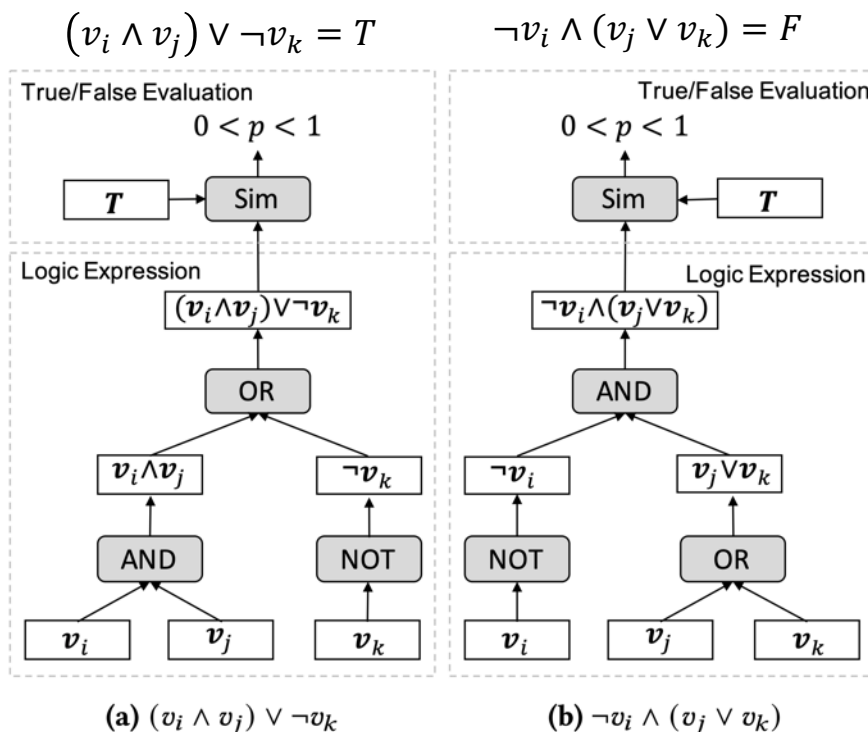 (v_i ∧ v_j) ∨ ¬v_k = T
¬v_i ∧ (v_j ∨ v_k) = F
True/False Evaluation
0 < p < 1
T
Sim
Logic Expression
(v_i∧v_j)∨¬v_k
OR
v_i∧v_j
¬v_k
AND
NOT
v_i
v_j
v_k
(a) (v_i ∧ v_j) ∨ ¬v_k
True/False Evaluation
0 < p < 1
Sim
T
Logic Expression
¬v_i∧(v_j∨v_k)
AND
¬v_i
v_j∨v_k
NOT
OR
v_i
v_j
v_k
(b) ¬v_i ∧ (v_j ∨ v_k)